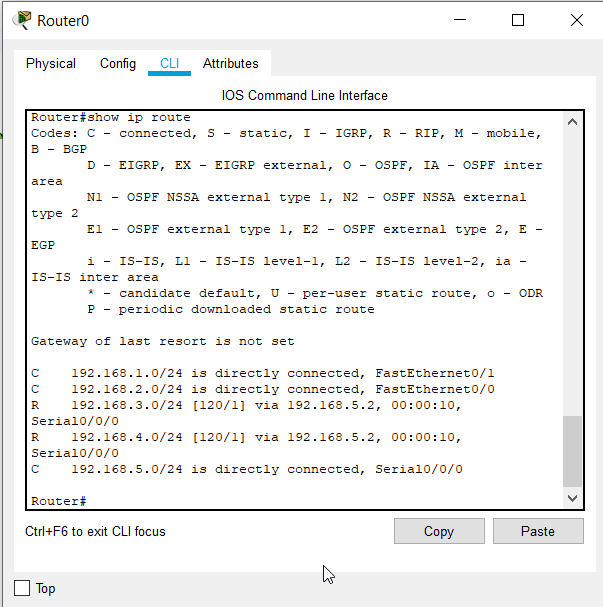 Router0
Physical Config CLI Attributes
IOS Command Line Interface
Router#show ip route
Codes: C - connected, S - static, I - IGRP, R - RIP, M - mobile,
B - BGP
       D - EIGRP, EX - EIGRP external, O - OSPF, IA - OSPF inter
area
       N1 - OSPF NSSA external type 1, N2 - OSPF NSSA external
type 2
       E1 - OSPF external type 1, E2 - OSPF external type 2, E -
EGP
       i - IS-IS, L1 - IS-IS level-1, L2 - IS-IS level-2, ia -
IS-IS inter area
       * - candidate default, U - per-user static route, o - ODR
       P - periodic downloaded static route
Gateway of last resort is not set
C    192.168.1.0/24 is directly connected, FastEthernet0/1
C    192.168.2.0/24 is directly connected, FastEthernet0/0
R    192.168.3.0/24 [120/1] via 192.168.5.2, 00:00:10,
Serial0/0/0
R    192.168.4.0/24 [120/1] via 192.168.5.2, 00:00:10,
Serial0/0/0
C    192.168.5.0/24 is directly connected, Serial0/0/0
Router#
Ctrl+F6 to exit CLI focus Copy Paste
Top